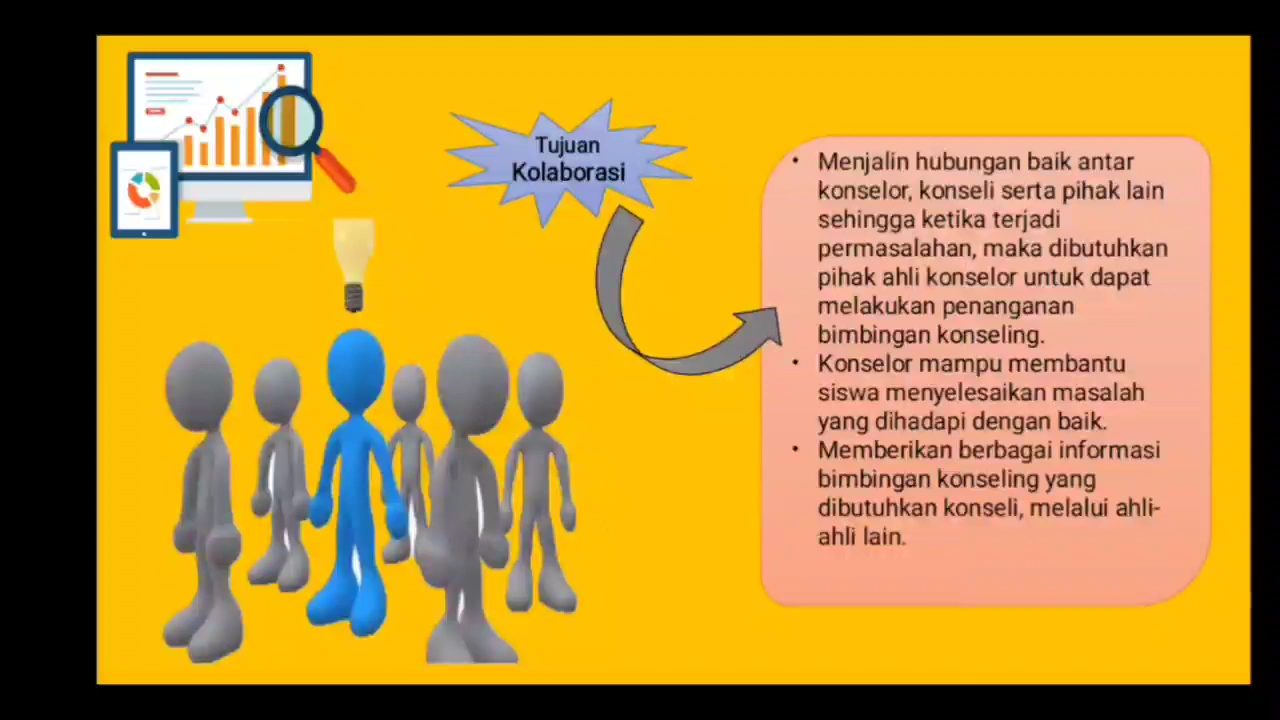 Tujuan
Kolaborasi
• Menjalin hubungan baik antar
konselor, konseli serta pihak lain
sehingga ketika terjadi
permasalahan, maka dibutuhkan
pihak ahli konselor untuk dapat
melakukan penanganan
bimbingan konseling.
• Konselor mampu membantu
siswa menyelesaikan masalah
yang dihadapi dengan baik.
• Memberikan berbagai informasi
bimbingan konseling yang
dibutuhkan konseli, melalui ahli-
ahli lain.